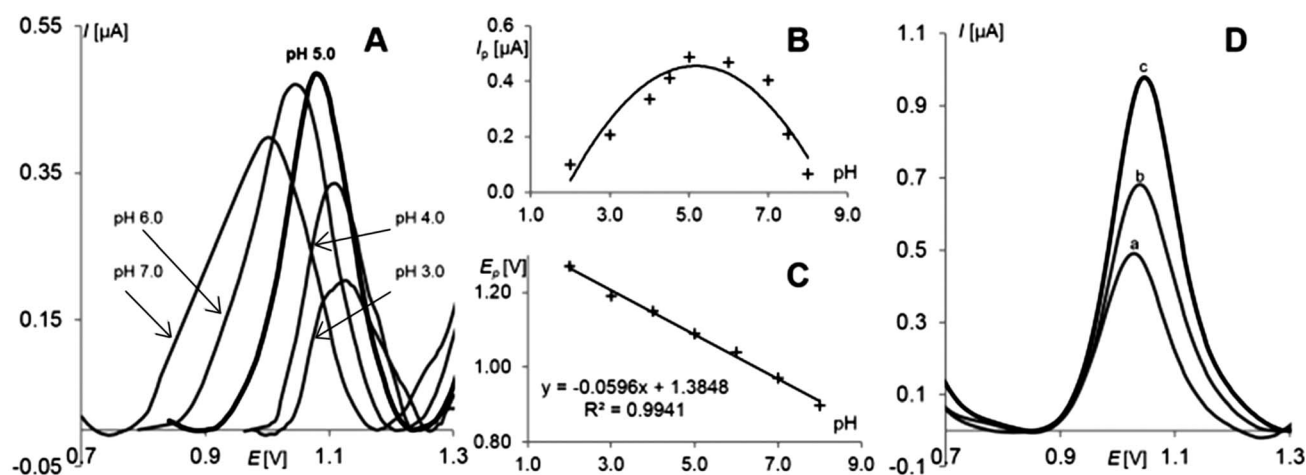 0.55
I [µA]
A
pH 5.0
0.35
pH 6.0
pH 4.0
pH 7.0
pH 3.0
0.15
-0.05
0.7
0.9
E [V]
1.1
1.3
0.6
Ip [µA]
B
0.4
0.2
pH
0.0
1.0
3.0
5.0
7.0
9.0
Ep [V]
C
1.20
1.00
y = -0.0596x + 1.3848
R² = 0.9941
pH
0.80
1.0
3.0
5.0
7.0
9.0
1.1
I [µA]
D
c
0.9
0.7
b
0.5
a
0.3
0.1
-0.1
0.7
0.9
E [V]
1.1
1.3